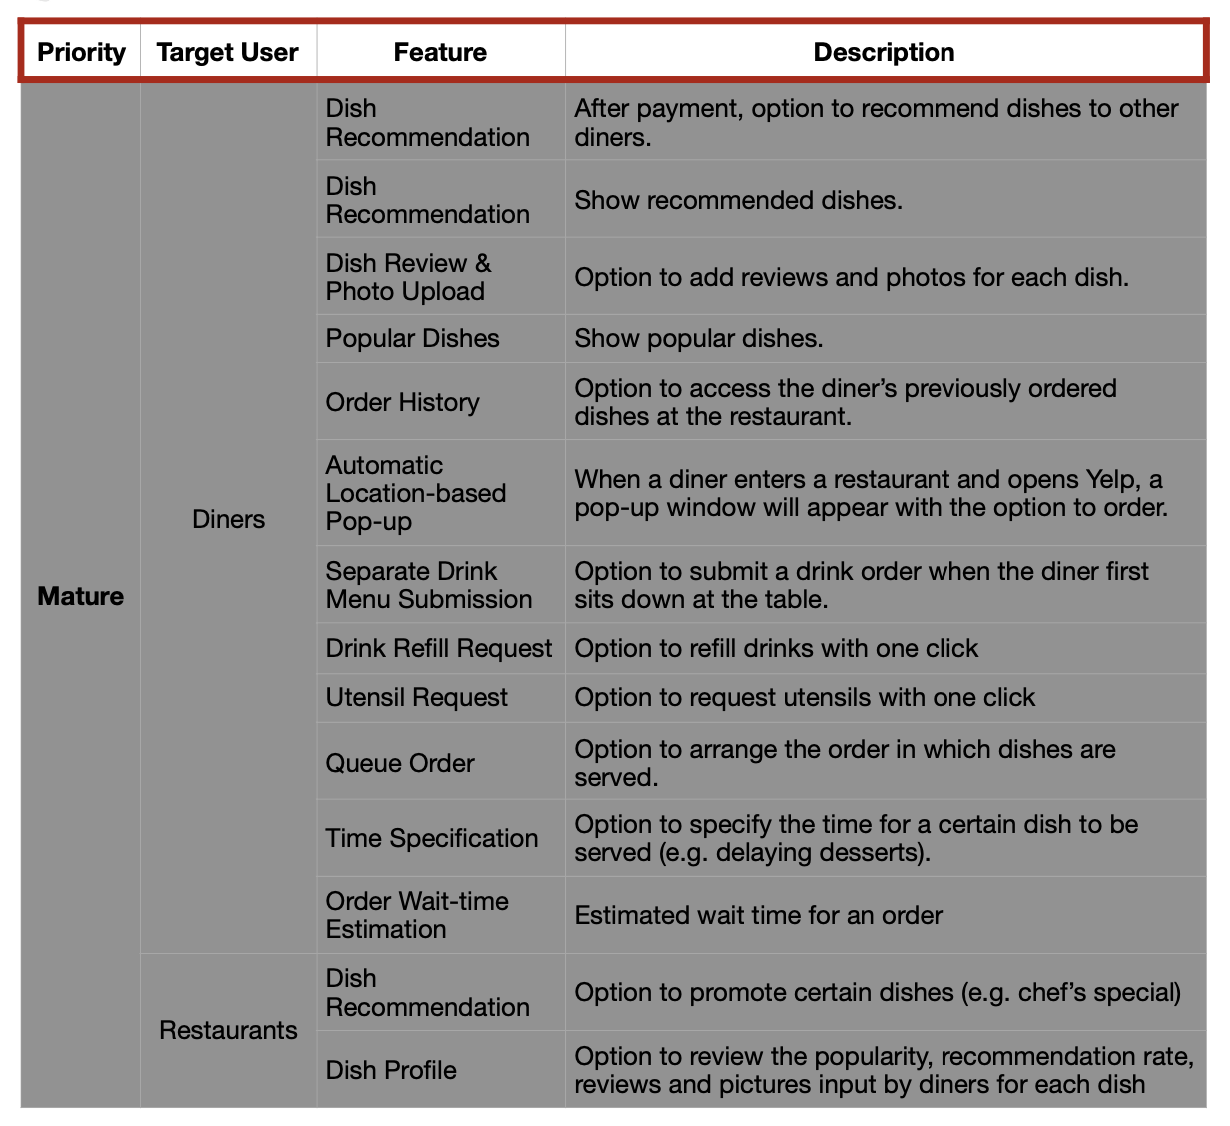 Priority Target User Feature Description
Dish
Recommendation
After payment, option to recommend dishes to other
diners.
Dish
Recommendation
Show recommended dishes.
Dish Review &
Photo Upload
Option to add reviews and photos for each dish.
Popular Dishes
Show popular dishes.
Order History
Option to access the diner’s previously ordered
dishes at the restaurant.
Automatic
Location-based
Pop-up
When a diner enters a restaurant and opens Yelp, a
pop-up window will appear with the option to order.
Diners
Separate Drink
Menu Submission
Option to submit a drink order when the diner first
sits down at the table.
Mature
Drink Refill Request
Option to refill drinks with one click
Utensil Request
Option to request utensils with one click
Queue Order
Option to arrange the order in which dishes are
served.
Time Specification
Option to specify the time for a certain dish to be
served (e.g. delaying desserts).
Order Wait-time
Estimation
Estimated wait time for an order
Restaurants
Dish
Recommendation
Option to promote certain dishes (e.g. chef’s special)
Dish Profile
Option to review the popularity, recommendation rate,
reviews and pictures input by diners for each dish